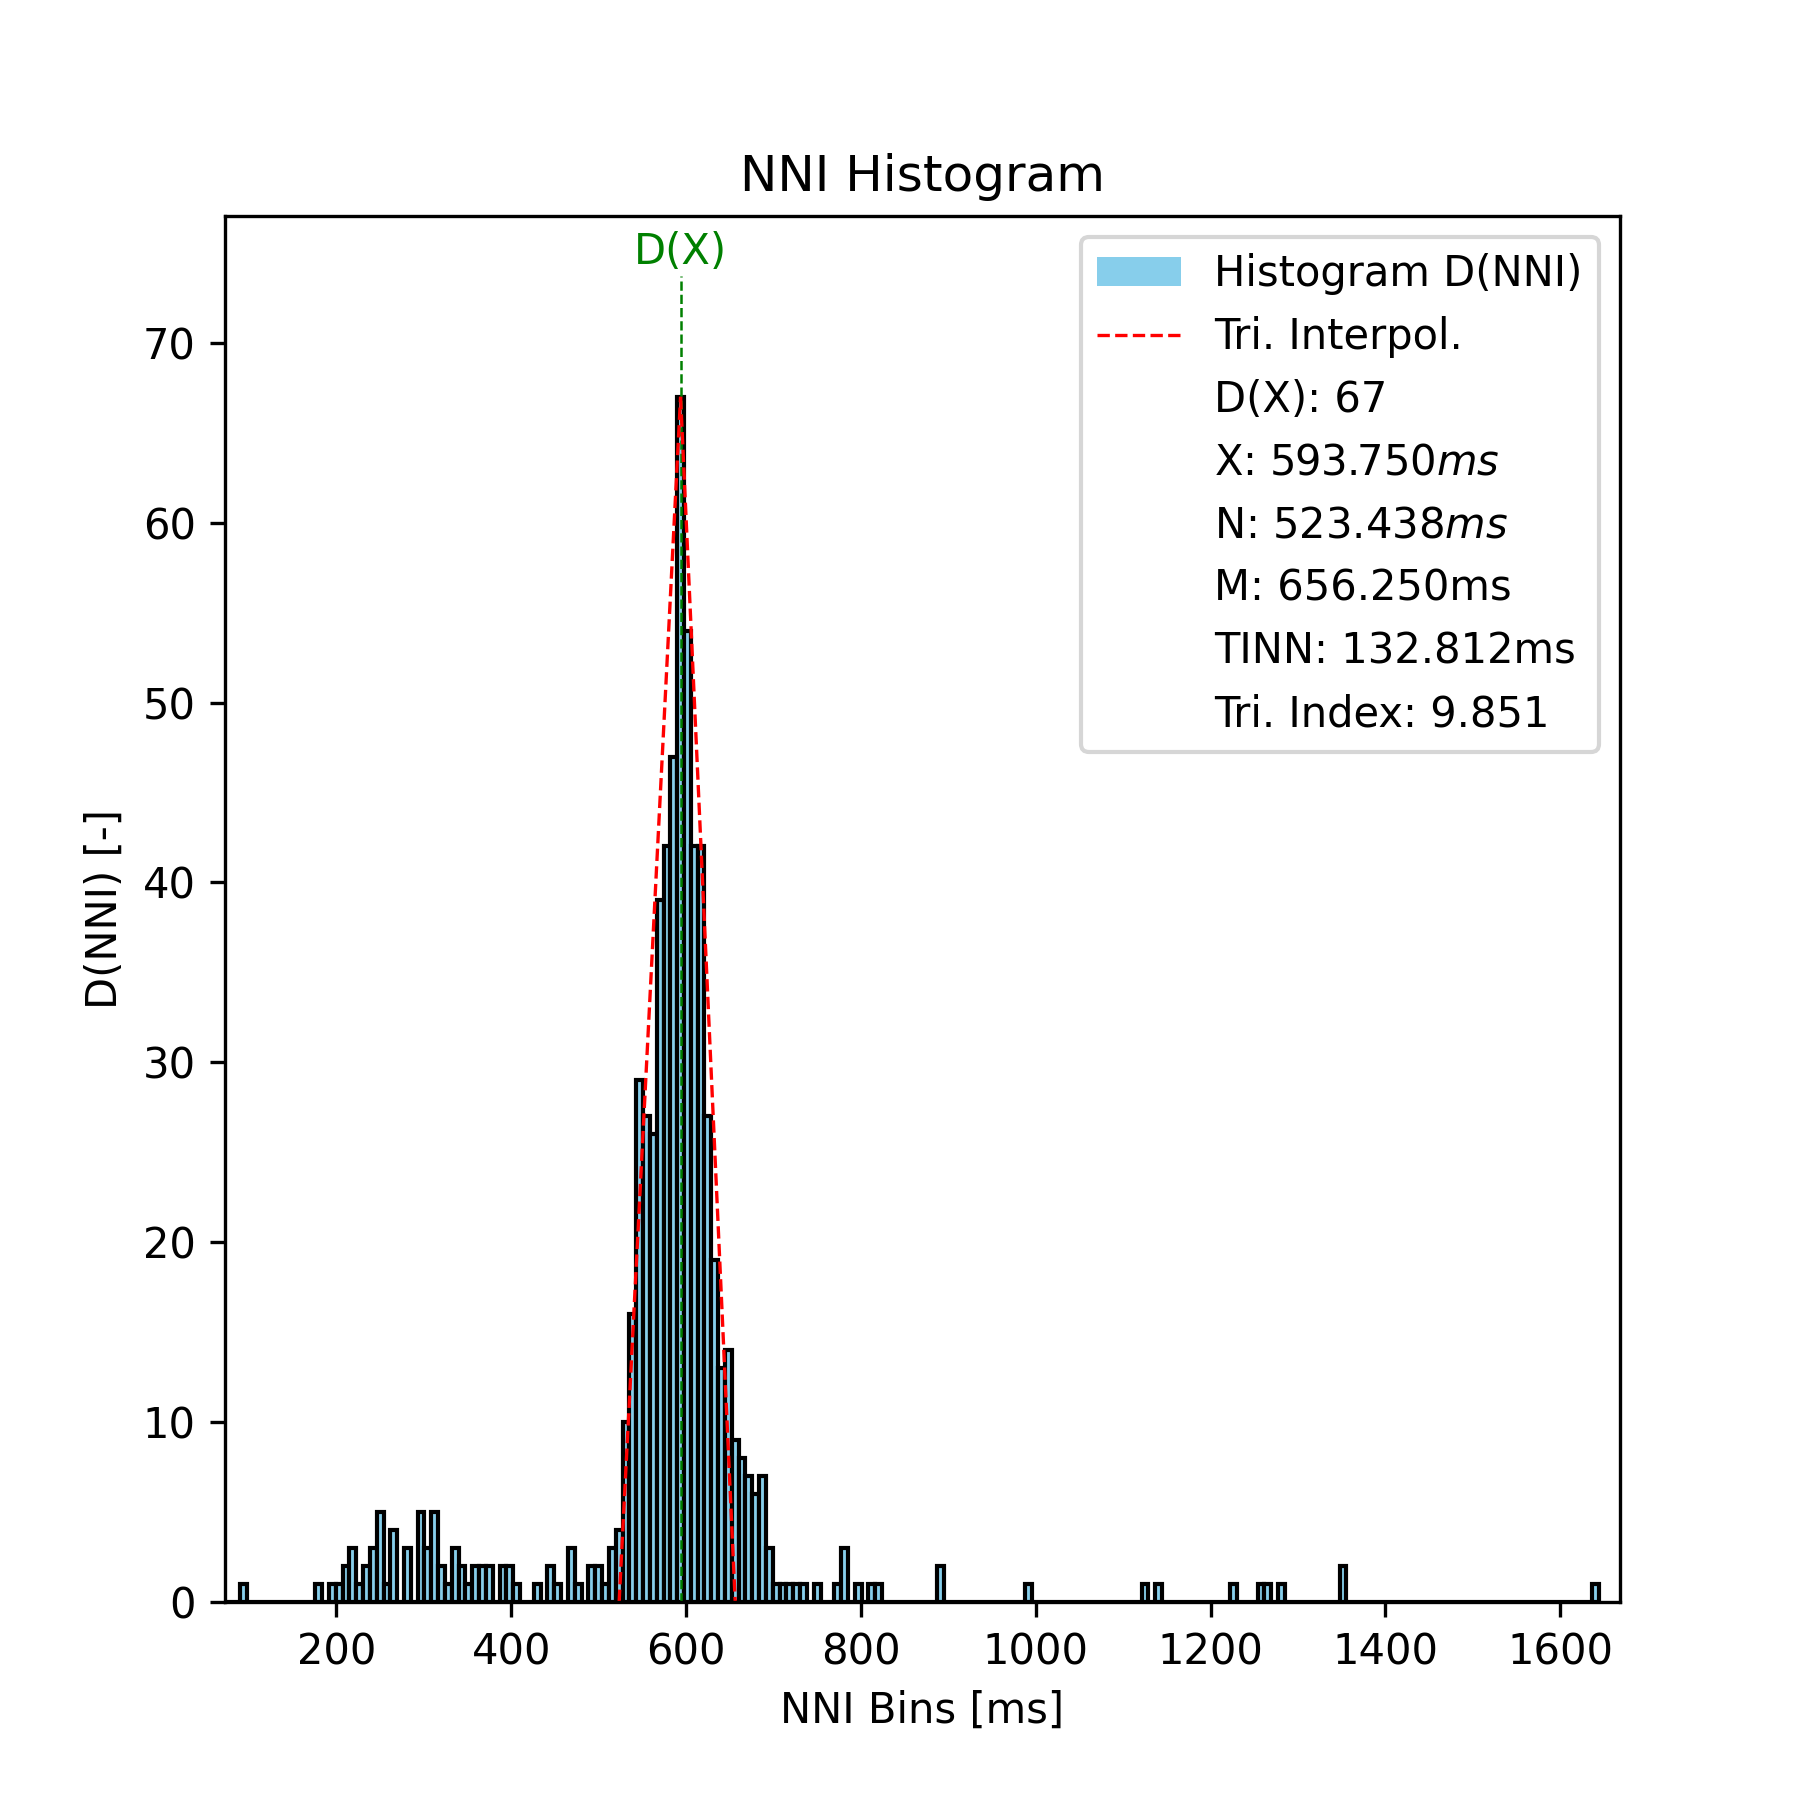 NNI Histogram
D(X)
Histogram D(NNI)
Tri. Interpol.
D(X): 67
X: 593.750ms
N: 523.438ms
M: 656.250ms
TINN: 132.812ms
Tri. Index: 9.851
70
60
50
40
30
20
10
0
D(NNI) [-]
200 400 600 800 1000 1200 1400 1600
NNI Bins [ms]